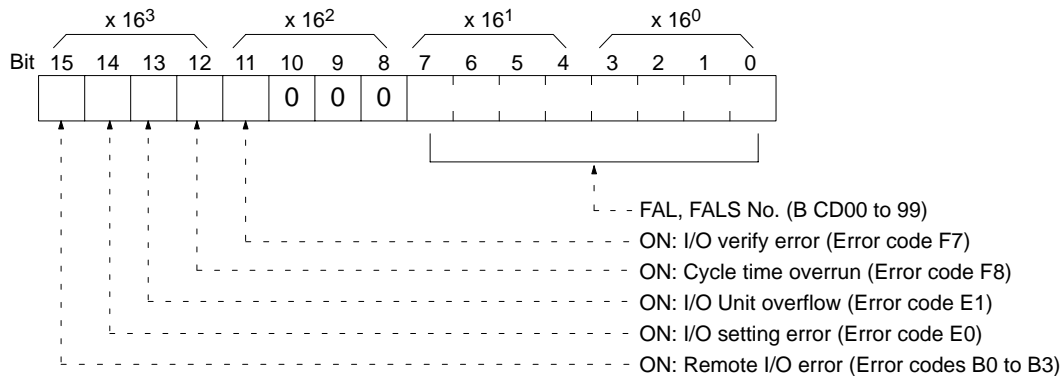 x 16³ x 16² x 16¹ x 16⁰
Bit 15 14 13 12 11 10 9 8 7 6 5 4 3 2 1 0
0 0 0
FAL, FALS No. (B CD00 to 99)
ON: I/O verify error (Error code F7)
ON: Cycle time overrun (Error code F8)
ON: I/O Unit overflow (Error code E1)
ON: I/O setting error (Error code E0)
ON: Remote I/O error (Error codes B0 to B3)